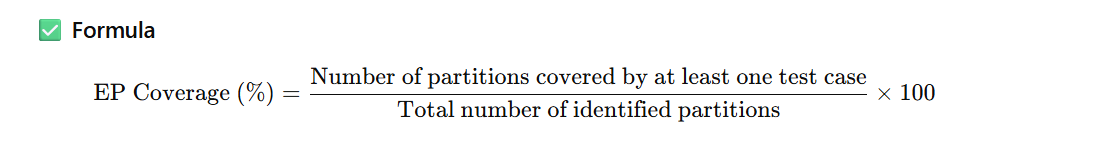 ✅ Formula
EP Coverage (%) = Number of partitions covered by at least one test case / Total number of identified partitions × 100